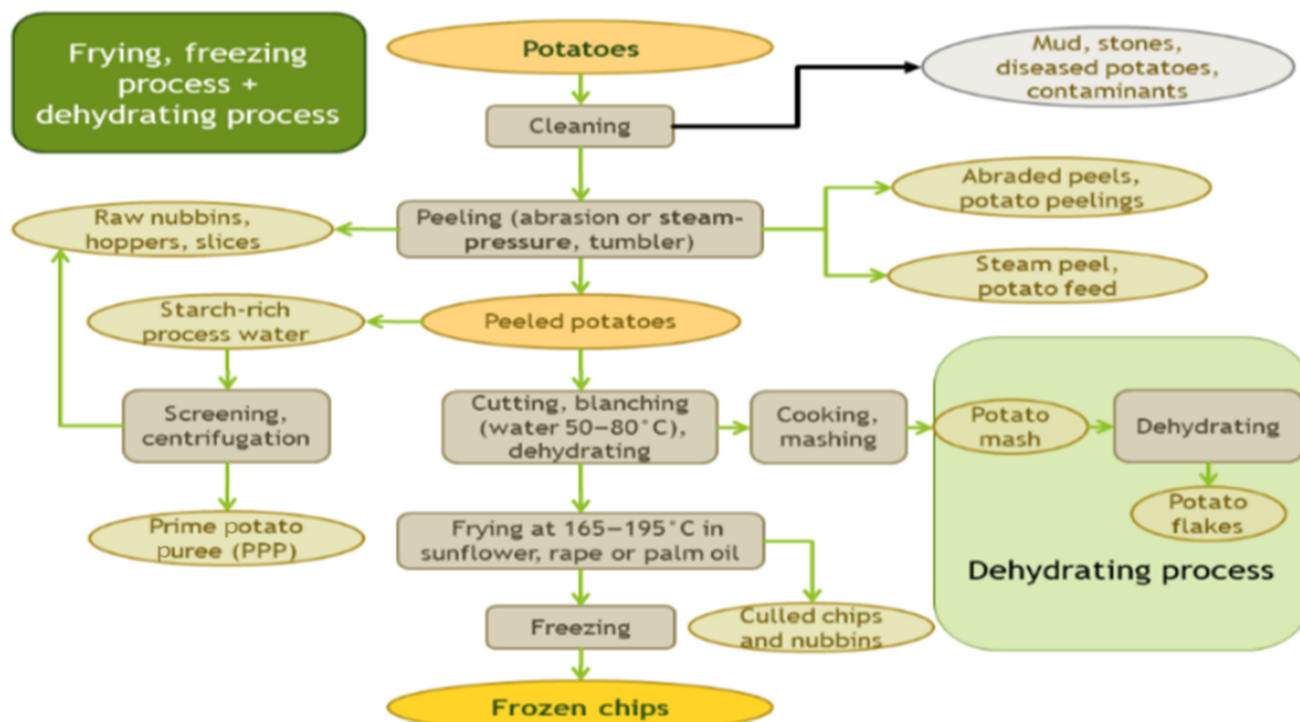 Frying, freezing
process +
dehydrating process
Potatoes
Mud, stones,
diseased potatoes,
contaminants
Cleaning
Raw nubbins,
hoppers, slices
Peeling (abrasion or steam-
pressure, tumbler)
Abraded peels,
potato peelings
Steam peel,
potato feed
Starch-rich
process water
Peeled potatoes
Screening,
centrifugation
Cutting, blanching
(water 50–80°C),
dehydrating
Cooking,
mashing
Potato
mash
Dehydrating
Prime potato
puree (PPP)
Frying at 165–195°C in
sunflower, rape or palm oil
Potato
flakes
Dehydrating process
Freezing
Culled chips
and nubbins
Frozen chips